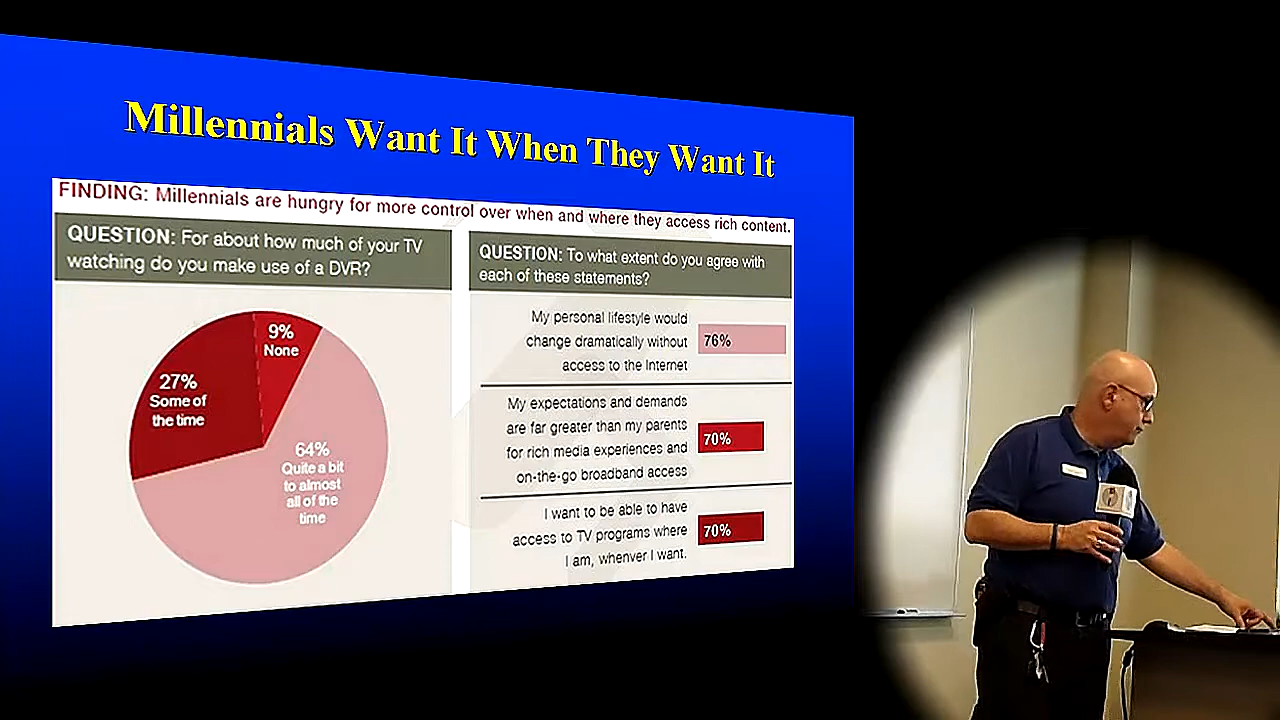 Millennials Want It When They Want It
FINDING: Millennials are hungry for more control over when and where they access rich content.
QUESTION: For about how much of your TV
watching do you make use of a DVR?
9%
None
27%
Some of
the time
64%
Quite a bit
to almost
all of the
time
QUESTION: To what extent do you agree with
each of these statements?
My personal lifestyle would
change dramatically without
access to the Internet
76%
My expectations and demands
are far greater than my parents
for rich media experiences and
on-the-go broadband access
70%
I want to be able to have
access to TV programs where
I am, whenver I want.
70%